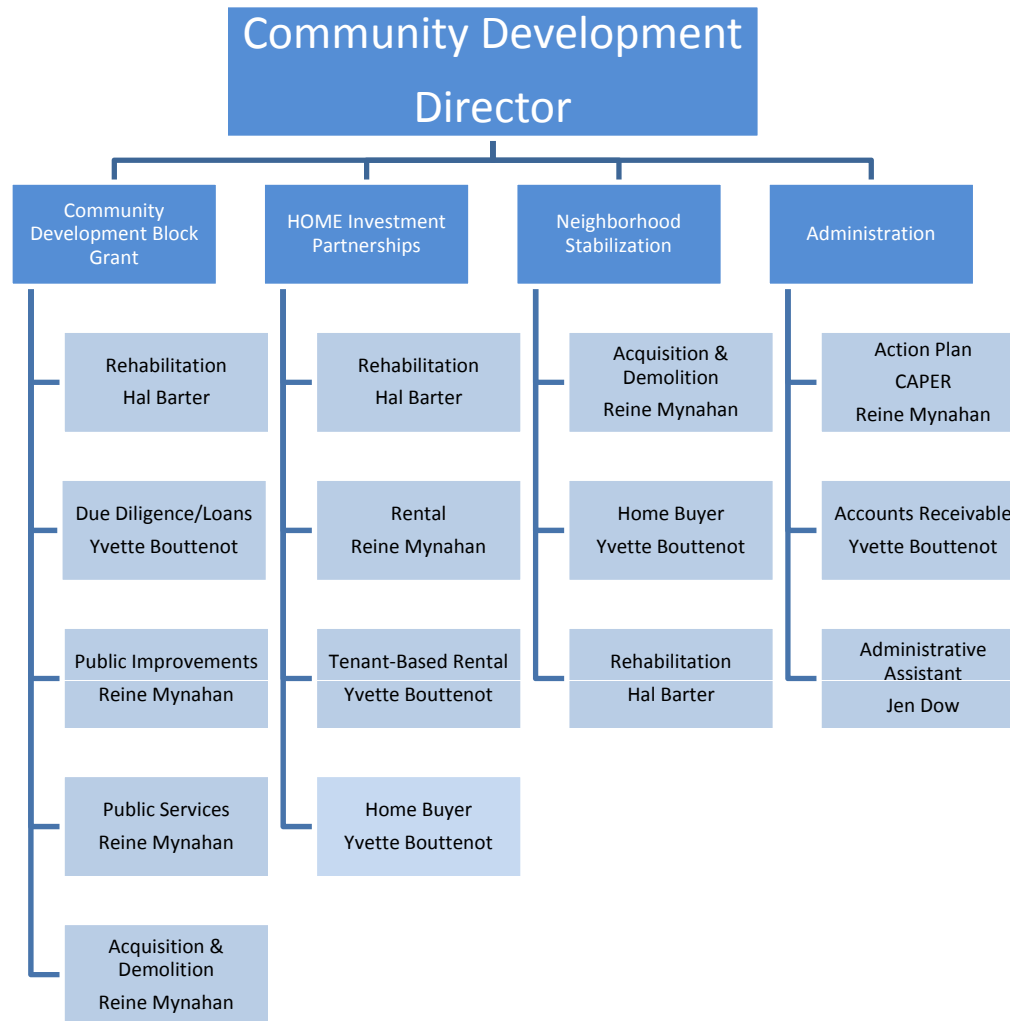 Community Development
Director
Community
Development Block
Grant
Rehabilitation
Hal Barter
Due Diligence/Loans
Yvette Bouttenot
Public Improvements
Reine Mynahan
Public Services
Reine Mynahan
Acquisition &
Demolition
Reine Mynahan
HOME Investment
Partnerships
Rehabilitation
Hal Barter
Rental
Reine Mynahan
Tenant-Based Rental
Yvette Bouttenot
Home Buyer
Yvette Bouttenot
Neighborhood
Stabilization
Acquisition &
Demolition
Reine Mynahan
Home Buyer
Yvette Bouttenot
Rehabilitation
Hal Barter
Administration
Action Plan
CAPER
Reine Mynahan
Accounts Receivable
Yvette Bouttenot
Administrative
Assistant
Jen Dow